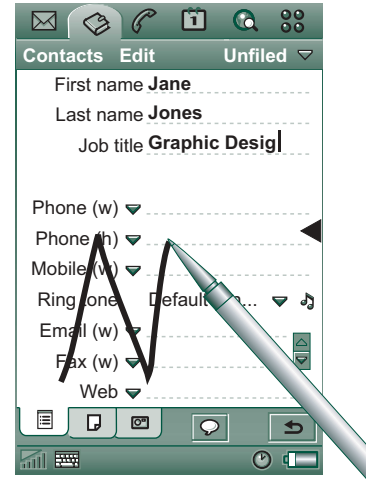 Contacts Edit Unfiled
First name Jane
Last name Jones
Job title Graphic Desig
Phone (w)
Phone (h)
Mobile (w)
Ring tone Default
Email (w)
Fax (w)
Web